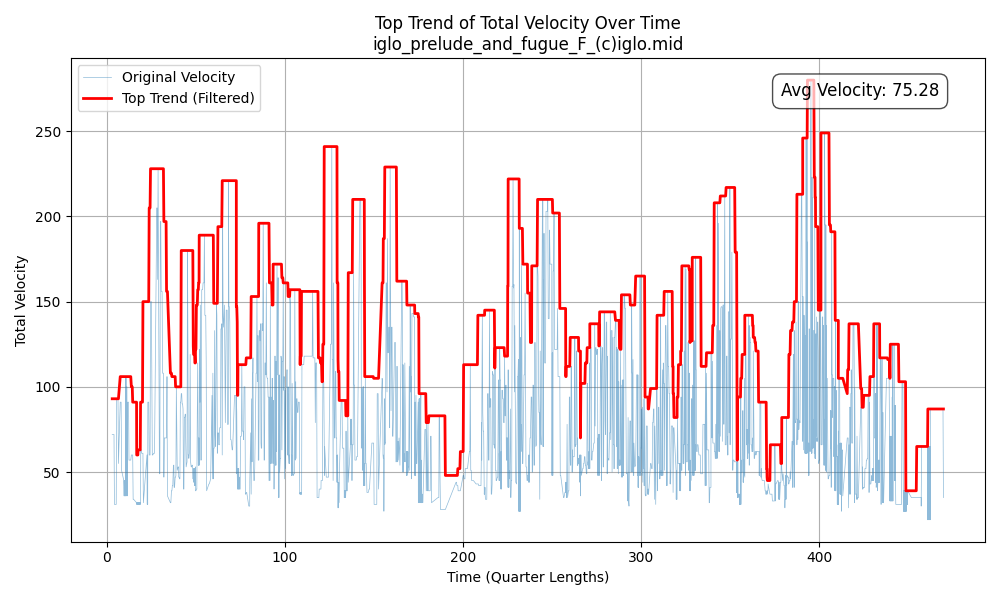 Top Trend of Total Velocity Over Time
iglo_prelude_and_fugue_F_(c)iglo.mid
Original Velocity
Top Trend (Filtered)
Avg Velocity: 75.28
Total Velocity
250
200
150
100
50
0
100
200
300
400
Time (Quarter Lengths)